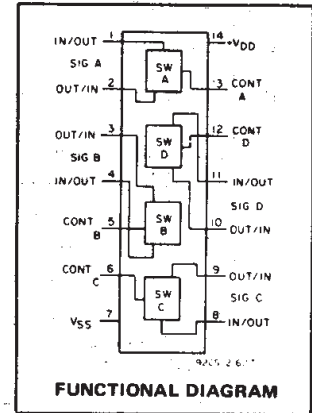 IN/OUT 1 14 +VDD
SIG A SW A
OUT/IN 2 13 CONT A
OUT/IN 3 12 CONT D
SIG B SW D
IN/OUT 4 11 IN/OUT
SIG D
CONT B 5 SW B 10 OUT/IN
CONT C 6 9 OUT/IN
SW C SIG C
VSS 7 8 IN/OUT
FUNCTIONAL DIAGRAM